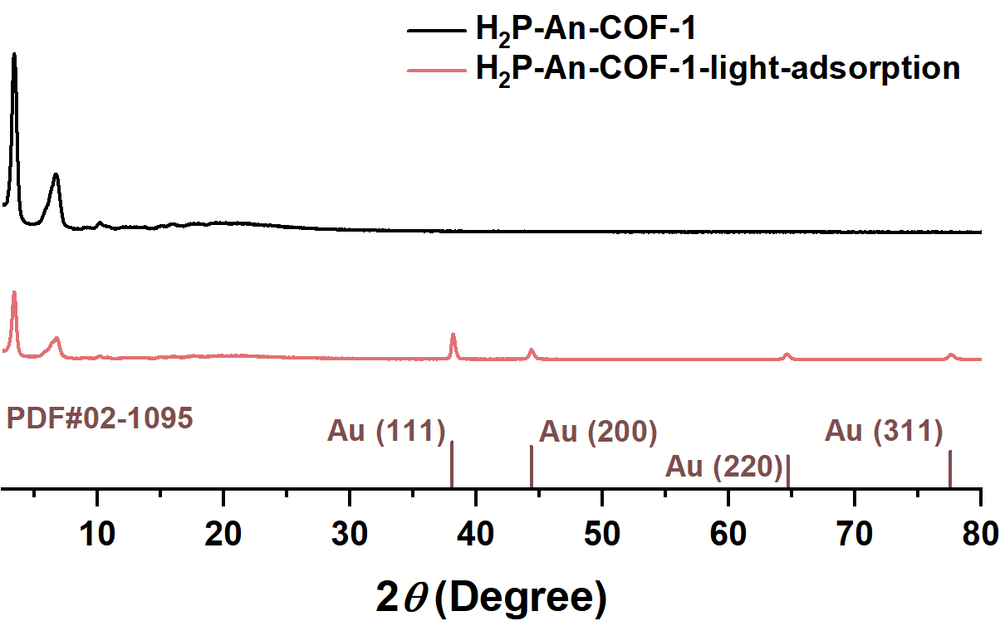 H₂P-An-COF-1
H₂P-An-COF-1-light-adsorption
PDF#02-1095
Au (111)
Au (200)
Au (220)
Au (311)
10 20 30 40 50 60 70 80
2θ (Degree)